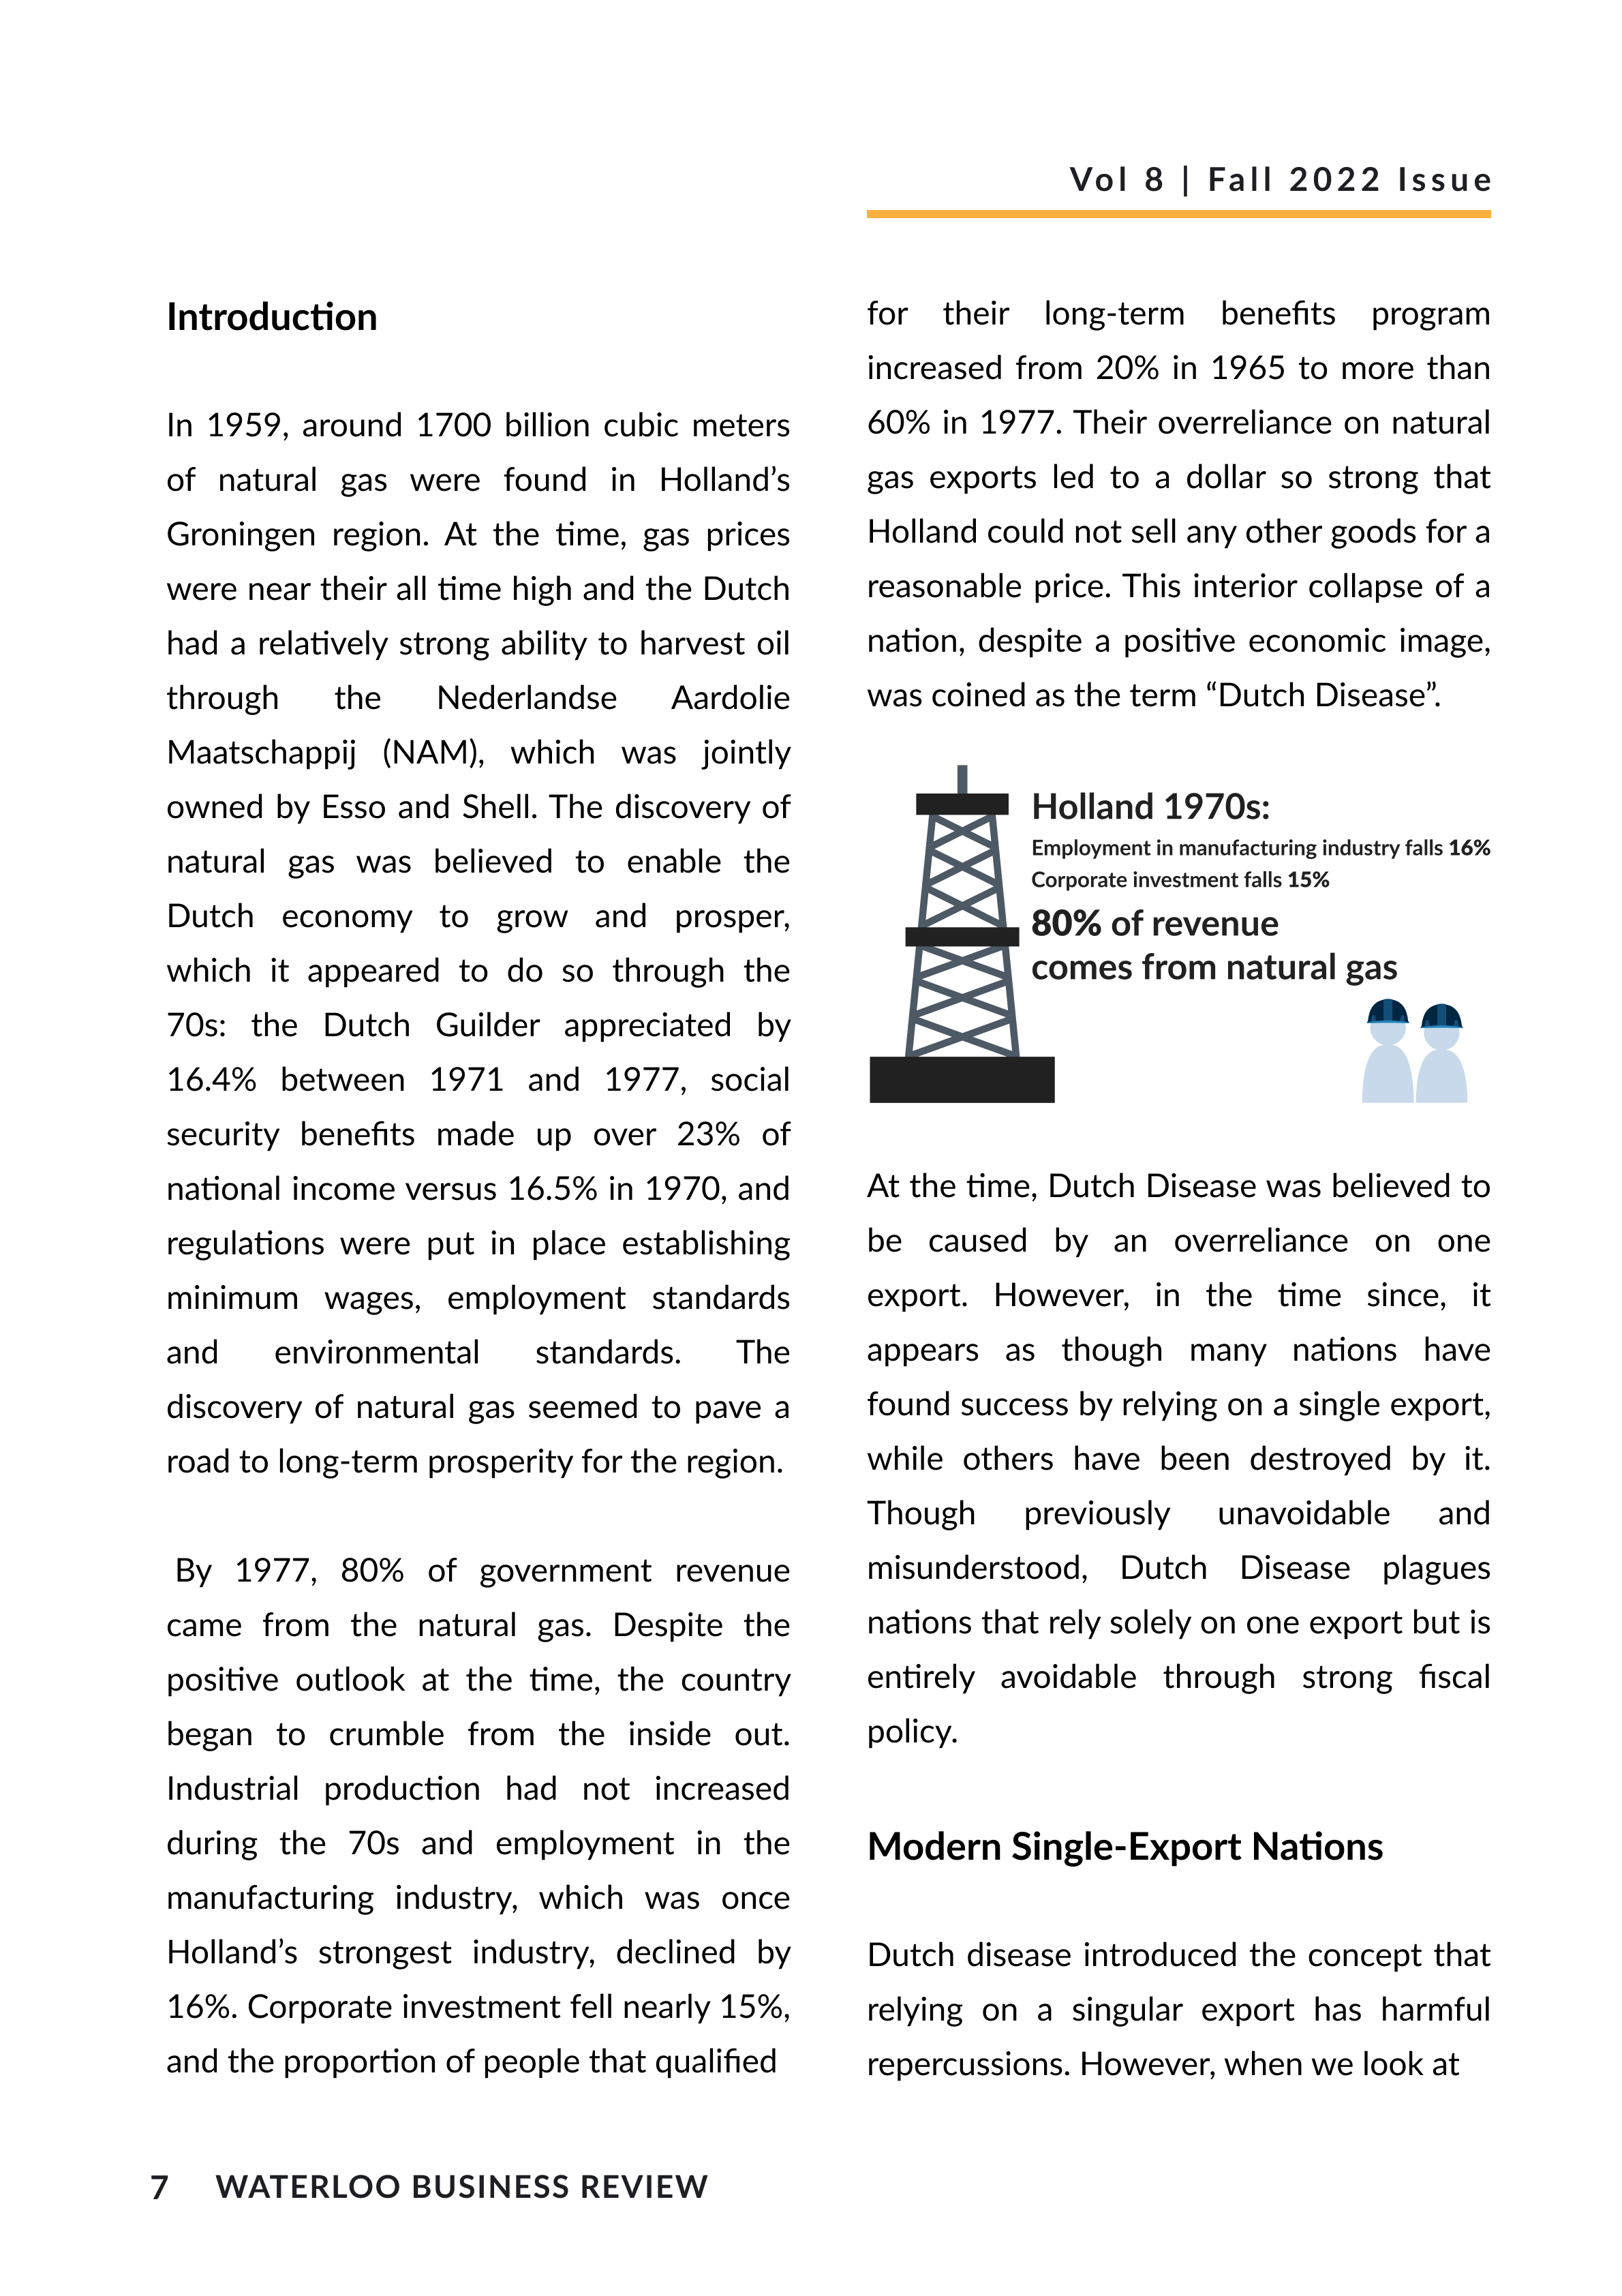 Vol 8 | Fall 2022 Issue
Introduction
In 1959, around 1700 billion cubic meters
of natural gas were found in Holland’s
Groningen region. At the time, gas prices
were near their all time high and the Dutch
had a relatively strong ability to harvest oil
through the Nederlandse Aardolie
Maatschappij (NAM), which was jointly
owned by Esso and Shell. The discovery of
natural gas was believed to enable the
Dutch economy to grow and prosper,
which it appeared to do so through the
70s: the Dutch Guilder appreciated by
16.4% between 1971 and 1977, social
security benefits made up over 23% of
national income versus 16.5% in 1970, and
regulations were put in place establishing
minimum wages, employment standards
and environmental standards. The
discovery of natural gas seemed to pave a
road to long-term prosperity for the region.
By 1977, 80% of government revenue
came from the natural gas. Despite the
positive outlook at the time, the country
began to crumble from the inside out.
Industrial production had not increased
during the 70s and employment in the
manufacturing industry, which was once
Holland’s strongest industry, declined by
16%. Corporate investment fell nearly 15%,
and the proportion of people that qualified
for their long-term benefits program
increased from 20% in 1965 to more than
60% in 1977. Their overreliance on natural
gas exports led to a dollar so strong that
Holland could not sell any other goods for a
reasonable price. This interior collapse of a
nation, despite a positive economic image,
was coined as the term “Dutch Disease”.
Holland 1970s:
Employment in manufacturing industry falls 16%
Corporate investment falls 15%
80% of revenue
comes from natural gas
At the time, Dutch Disease was believed to
be caused by an overreliance on one
export. However, in the time since, it
appears as though many nations have
found success by relying on a single export,
while others have been destroyed by it.
Though previously unavoidable and
misunderstood, Dutch Disease plagues
nations that rely solely on one export but is
entirely avoidable through strong fiscal
policy.
Modern Single-Export Nations
Dutch disease introduced the concept that
relying on a singular export has harmful
repercussions. However, when we look at
7 WATERLOO BUSINESS REVIEW